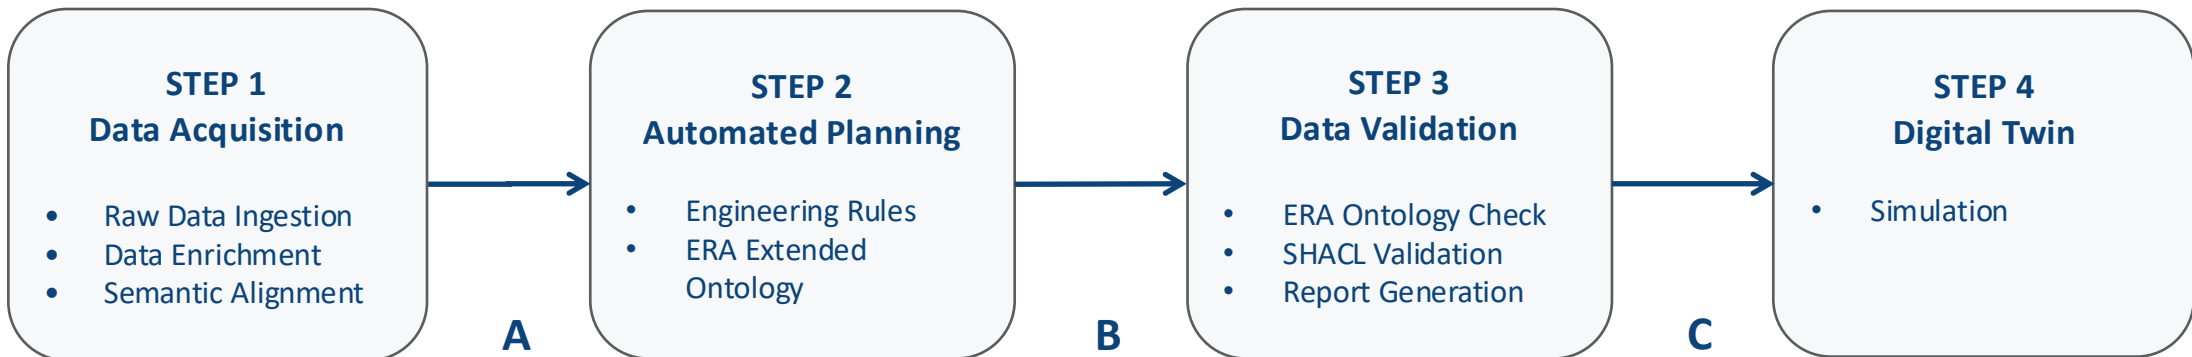 STEP 1
Data Acquisition
• Raw Data Ingestion
• Data Enrichment
• Semantic Alignment
A
STEP 2
Automated Planning
• Engineering Rules
• ERA Extended
Ontology
B
STEP 3
Data Validation
• ERA Ontology Check
• SHACL Validation
• Report Generation
C
STEP 4
Digital Twin
• Simulation